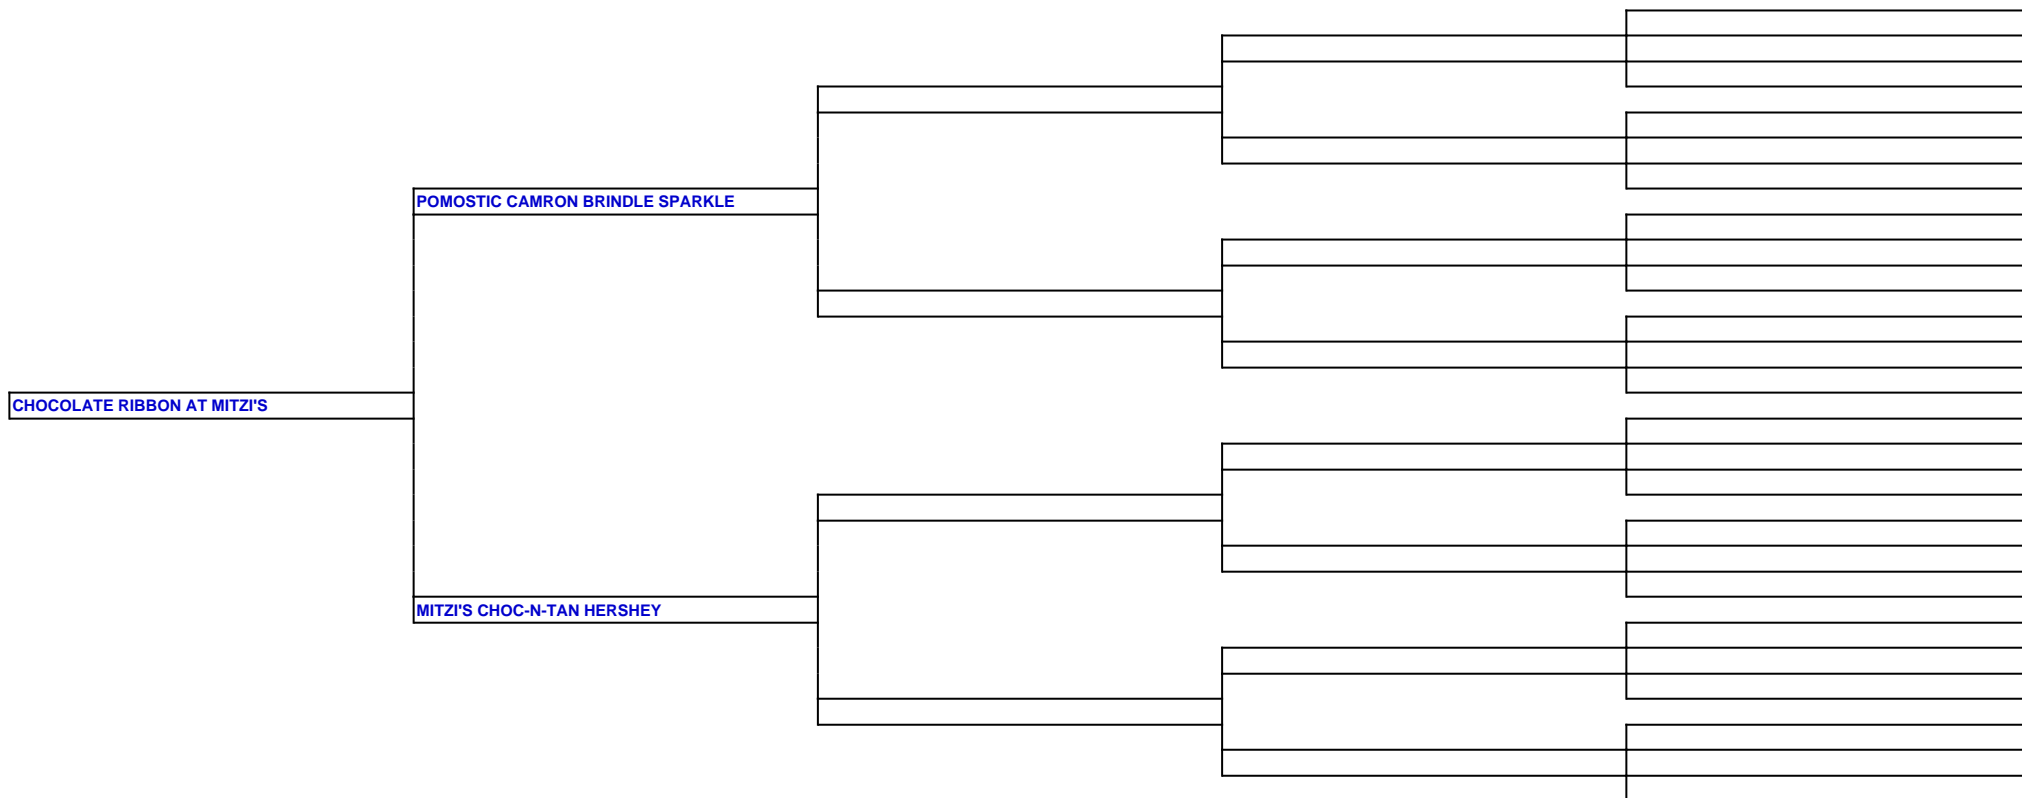 POMOSTIC CAMRON BRINDLE SPARKLE
CHOCOLATE RIBBON AT MITZI'S
MITZI'S CHOC-N-TAN HERSHEY